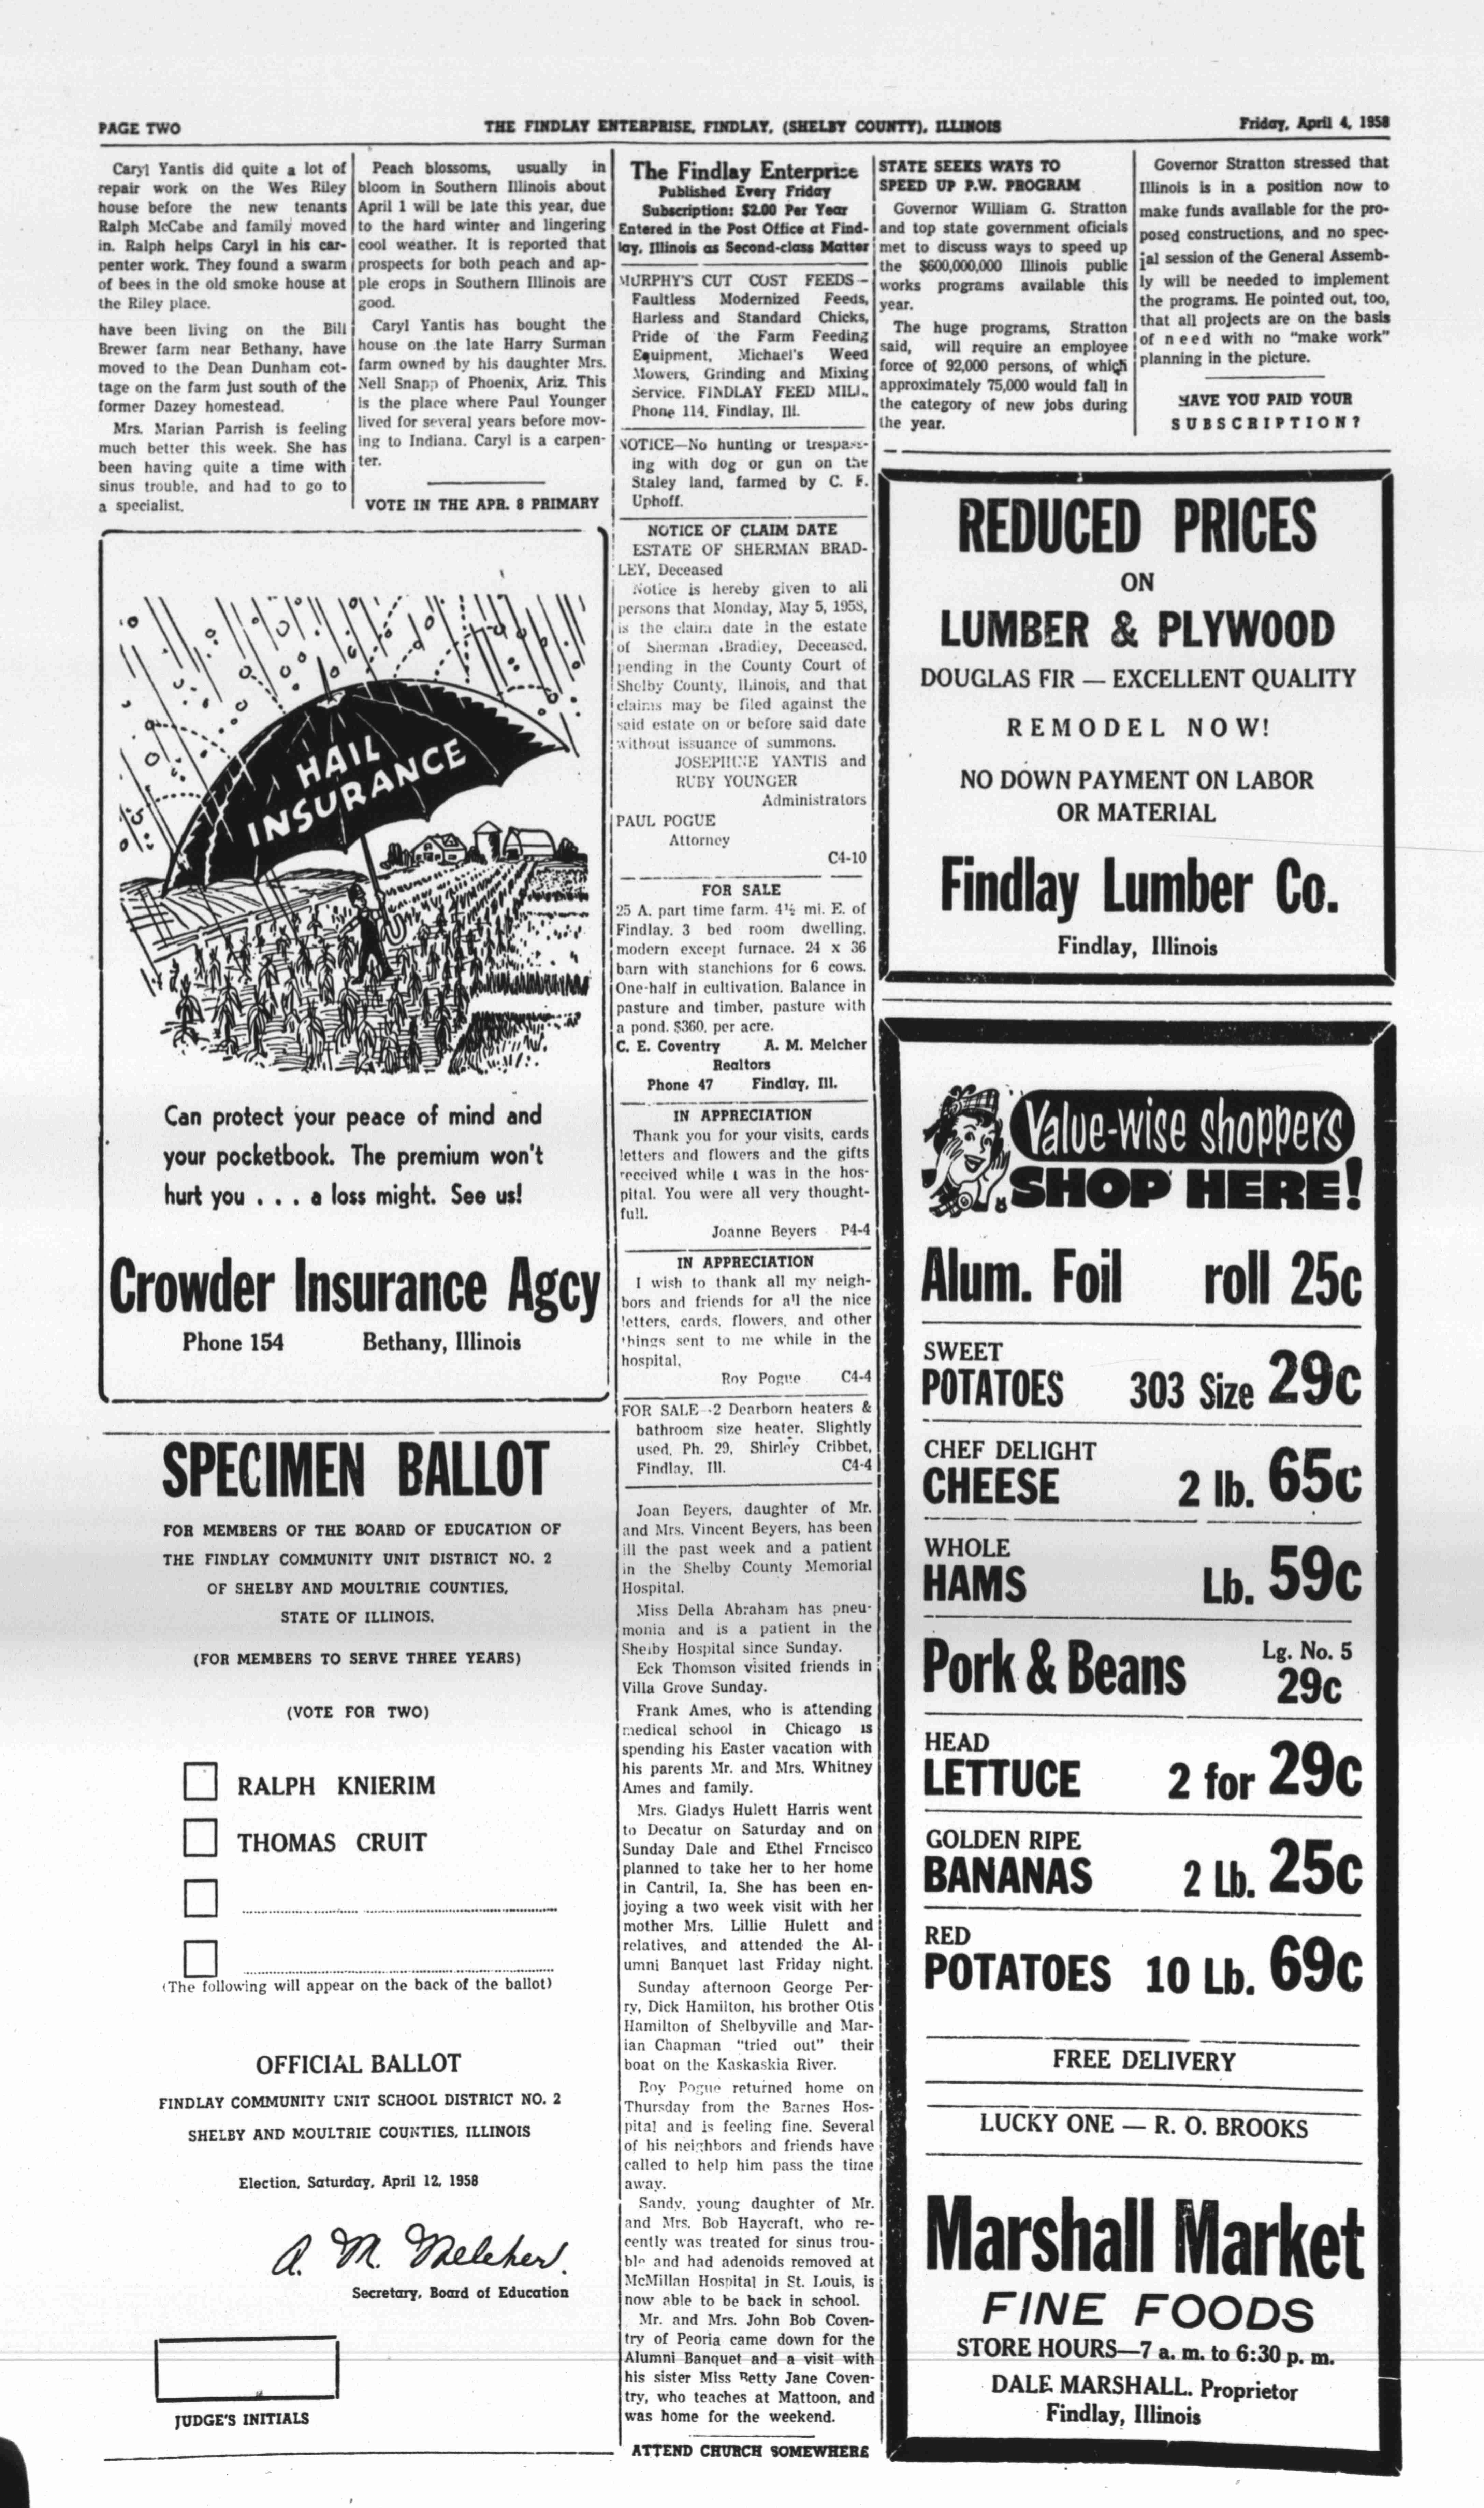 PAGE TWO
THE FINDLAY ENTERPRISE, FINDLAY, (SHELBY COUNTY), ILLINOIS
Friday, April 4, 1958
Caryl Yantis did quite a lot of
repair work on the Wes Riley
house before the new tenants
Ralph McCabe and family moved
in. Ralph helps Caryl in his car-
penter work. They found a swarm
of bees in the old smoke house at
the Riley place.
have been living on the Bill
Brewer farm near Bethany, have
moved to the Dean Dunham cot-
tage on the farm just south of the
former Dazey homestead.
Mrs. Marian Parrish is feeling
much better this week. She has
been having quite a time with
sinus trouble, and had to go to
a specialist.
Peach blossoms, usually in
bloom in Southern Illinois about
April 1 will be late this year, due
to the hard winter and lingering
cool weather. It is reported that
prospects for both peach and ap-
ple crops in Southern Illinois are
good.
Caryl Yantis has bought the
house on the late Harry Surman
farm owned by his daughter Mrs.
Nell Snapp of Phoenix, Ariz. This
is the place where Paul Younger
lived for several years before mov-
ing to Indiana. Caryl is a carpen-
ter.
VOTE IN THE APR. 8 PRIMARY
HAIL
INSURANCE
Can protect your peace of mind and
your pocketbook. The premium won't
hurt you . . . a loss might. See us!
Crowder Insurance Agcy
Phone 154 Bethany, Illinois
SPECIMEN BALLOT
FOR MEMBERS OF THE BOARD OF EDUCATION OF
THE FINDLAY COMMUNITY UNIT DISTRICT NO. 2
OF SHELBY AND MOULTRIE COUNTIES,
STATE OF ILLINOIS.
(FOR MEMBERS TO SERVE THREE YEARS)
(VOTE FOR TWO)
RALPH KNIERIM
THOMAS CRUIT
(The following will appear on the back of the ballot)
OFFICIAL BALLOT
FINDLAY COMMUNITY UNIT SCHOOL DISTRICT NO. 2
SHELBY AND MOULTRIE COUNTIES, ILLINOIS
Election, Saturday, April 12, 1958
A. M. Melcher.
Secretary, Board of Education
JUDGE'S INITIALS
The Findlay Enterprise
Published Every Friday
Subscription: $2.00 Per Year
Entered in the Post Office at Find-
lay, Illinois as Second-class Matter
MURPHY'S CUT COST FEEDS—
Faultless Modernized Feeds,
Harless and Standard Chicks,
Pride of the Farm Feeding
Equipment, Michael's Weed
Mowers, Grinding and Mixing
Service. FINDLAY FEED MILL,
Phone 114, Findlay, Ill.
NOTICE—No hunting or trespass-
ing with dog or gun on the
Staley land, farmed by C. F.
Uphoff.
NOTICE OF CLAIM DATE
ESTATE OF SHERMAN BRAD-
LEY, Deceased
Notice is hereby given to all
persons that Monday, May 5, 1958,
is the claim date in the estate
of Sherman Bradley, Deceased,
pending in the County Court of
Shelby County, Illinois, and that
claims may be filed against the
said estate on or before said date
without issuance of summons.
JOSEPHINE YANTIS and
RUBY YOUNGER
Administrators
PAUL POGUE
Attorney
C4-10
FOR SALE
25 A. part time farm. 4½ mi. E. of
Findlay. 3 bed room dwelling,
modern except furnace. 24 x 36
barn with stanchions for 6 cows.
One-half in cultivation. Balance in
pasture and timber, pasture with
a pond. $360. per acre.
C. E. Coventry A. M. Melcher
Realtors
Phone 47 Findlay, Ill.
IN APPRECIATION
Thank you for your visits, cards
letters and flowers and the gifts
received while I was in the hos-
pital. You were all very thought-
full.
Joanne Beyers P4-4
IN APPRECIATION
I wish to thank all my neigh-
bors and friends for all the nice
letters, cards, flowers, and other
things sent to me while in the
hospital,
Roy Pogue C4-4
FOR SALE--2 Dearborn heaters &
bathroom size heater. Slightly
used. Ph. 29, Shirley Cribbet,
Findlay, Ill. C4-4
Joan Beyers, daughter of Mr.
and Mrs. Vincent Beyers, has been
ill the past week and a patient
in the Shelby County Memorial
Hospital.
Miss Della Abraham has pneu-
monia and is a patient in the
Shelby Hospital since Sunday.
Eck Thomson visited friends in
Villa Grove Sunday.
Frank Ames, who is attending
medical school in Chicago is
spending his Easter vacation with
his parents Mr. and Mrs. Whitney
Ames and family.
Mrs. Gladys Hulett Harris went
to Decatur on Saturday and on
Sunday Dale and Ethel Frncisco
planned to take her to her home
in Cantril, Ia. She has been en-
joying a two week visit with her
mother Mrs. Lillie Hulett and
relatives, and attended the Al-
umni Banquet last Friday night.
Sunday afternoon George Per-
ry, Dick Hamilton, his brother Otis
Hamilton of Shelbyville and Mar-
ian Chapman "tried out" their
boat on the Kaskaskia River.
Roy Pogue returned home on
Thursday from the Barnes Hos-
pital and is feeling fine. Several
of his neighbors and friends have
called to help him pass the time
away.
Sandy, young daughter of Mr.
and Mrs. Bob Haycraft, who re-
cently was treated for sinus trou-
ble and had adenoids removed at
McMillan Hospital in St. Louis, is
now able to be back in school.
Mr. and Mrs. John Bob Coven-
try of Peoria came down for the
Alumni Banquet and a visit with
his sister Miss Betty Jane Coven-
try, who teaches at Mattoon, and
was home for the weekend.
ATTEND CHURCH SOMEWHERE
STATE SEEKS WAYS TO
SPEED UP P.W. PROGRAM
Governor William G. Stratton
and top state government oficials
met to discuss ways to speed up
the $600,000,000 Illinois public
works programs available this
year.
The huge programs, Stratton
said, will require an employee
force of 92,000 persons, of which
approximately 75,000 would fall in
the category of new jobs during
the year.
Governor Stratton stressed that
Illinois is in a position now to
make funds available for the pro-
posed constructions, and no spec-
ial session of the General Assemb-
ly will be needed to implement
the programs. He pointed out, too,
that all projects are on the basis
of need with no "make work"
planning in the picture.
HAVE YOU PAID YOUR
SUBSCRIPTION?
REDUCED PRICES
ON
LUMBER & PLYWOOD
DOUGLAS FIR — EXCELLENT QUALITY
REMODEL NOW!
NO DOWN PAYMENT ON LABOR
OR MATERIAL
Findlay Lumber Co.
Findlay, Illinois
Value-wise shoppers
SHOP HERE!
Alum. Foil roll 25c
SWEET
POTATOES 303 Size 29c
CHEF DELIGHT
CHEESE 2 lb. 65c
WHOLE
HAMS Lb. 59c
Pork & Beans Lg. No. 5
29c
HEAD
LETTUCE 2 for 29c
GOLDEN RIPE
BANANAS 2 Lb. 25c
RED
POTATOES 10 Lb. 69c
FREE DELIVERY
LUCKY ONE — R. O. BROOKS
Marshall Market
FINE FOODS
STORE HOURS—7 a. m. to 6:30 p. m.
DALE MARSHALL, Proprietor
Findlay, Illinois